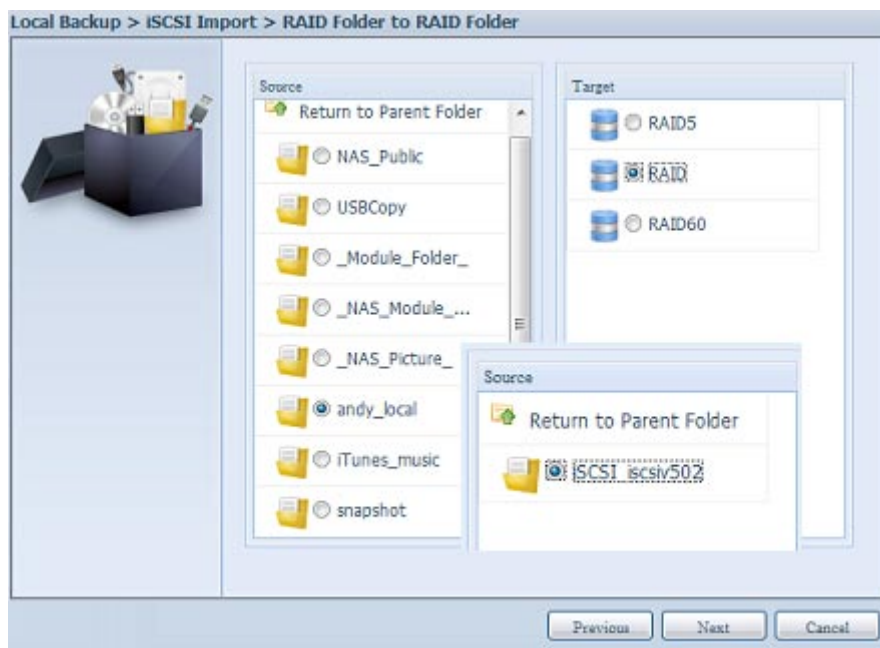 Local Backup > iSCSI Import > RAID Folder to RAID Folder
Source
Return to Parent Folder
NAS_Public
USBCopy
_Module_Folder_
_NAS_Module_...
_NAS_Picture_
andy_local
iTunes_music
snapshot
Target
RAID5
RAID
RAID60
Source
Return to Parent Folder
iSCSI_iscsiv502
Previous
Next
Cancel